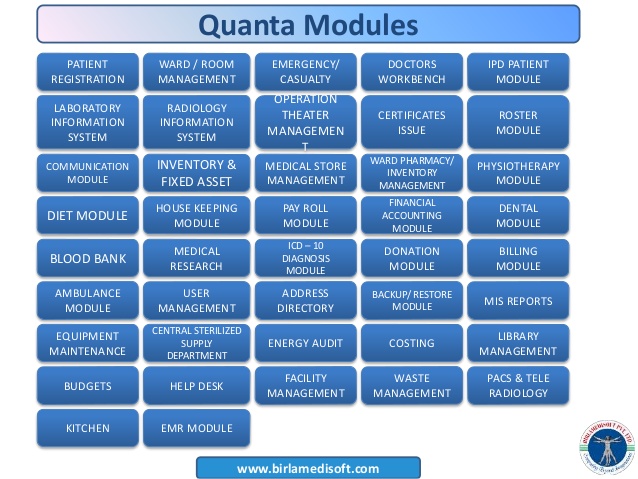 Quanta Modules
PATIENT
REGISTRATION
WARD / ROOM
MANAGEMENT
EMERGENCY/
CASUALTY
DOCTORS
WORKBENCH
IPD PATIENT
MODULE
LABORATORY
INFORMATION
SYSTEM
RADIOLOGY
INFORMATION
SYSTEM
OPERATION
THEATER
MANAGEMEN
T
CERTIFICATES
ISSUE
ROSTER
MODULE
COMMUNICATION
MODULE
INVENTORY &
FIXED ASSET
MEDICAL STORE
MANAGEMENT
WARD PHARMACY/
INVENTORY
MANAGEMENT
PHYSIOTHERAPY
MODULE
DIET MODULE
HOUSE KEEPING
MODULE
PAY ROLL
MODULE
FINANCIAL
ACCOUNTING
MODULE
DENTAL
MODULE
BLOOD BANK
MEDICAL
RESEARCH
ICD – 10
DIAGNOSIS
MODULE
DONATION
MODULE
BILLING
MODULE
AMBULANCE
MODULE
USER
MANAGEMENT
ADDRESS
DIRECTORY
BACKUP/ RESTORE
MODULE
MIS REPORTS
EQUIPMENT
MAINTENANCE
CENTRAL STERILIZED
SUPPLY
DEPARTMENT
ENERGY AUDIT
COSTING
LIBRARY
MANAGEMENT
BUDGETS
HELP DESK
FACILITY
MANAGEMENT
WASTE
MANAGEMENT
PACS & TELE
RADIOLOGY
KITCHEN
EMR MODULE
www.birlamedisoft.com
BIRLAMEDISOFT PVT. LTD